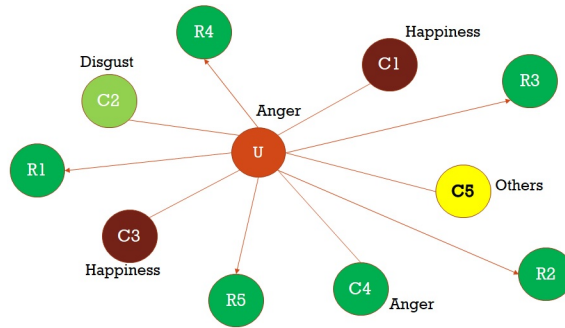 R4
Happiness
C1
Disgust
R3
C2
Anger
U
R1
C5
Others
C3
Happiness
R2
C4
R5
Anger